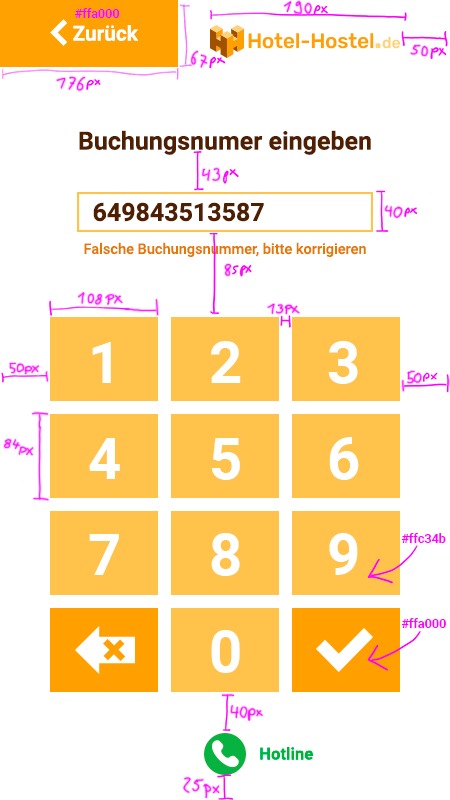 190px
#ffa000
Zurück
Hotel-Hostel.de
50px
67px
176px
Buchungsnumer eingeben
43px
649843513587
40px
Falsche Buchungsnummer, bitte korrigieren
85px
108px
13px
1 2 3
50px
50px
84px
4 5 6
7 8 9
#ffc34b
#ffa000
0
40px
Hotline
25px